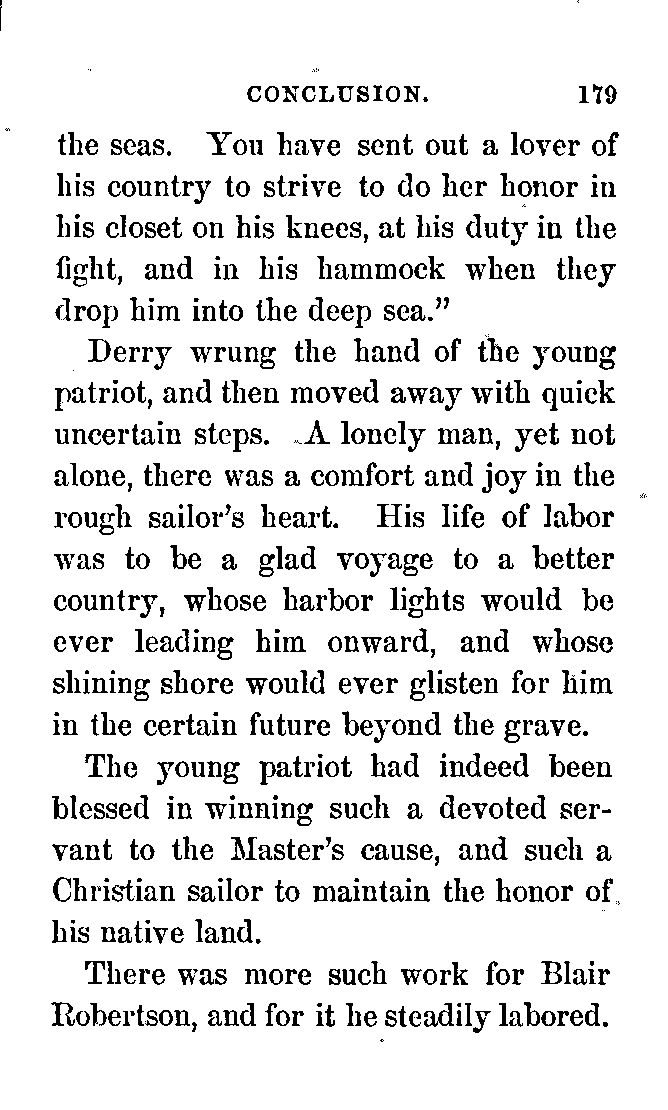 CONCLUSION. 179
the seas. You have sent out a lover of
his country to strive to do her honor in
his closet on his knees, at his duty in the
fight, and in his hammock when they
drop him into the deep sea.”
Derry wrung the hand of the young
patriot, and then moved away with quick
uncertain steps. A lonely man, yet not
alone, there was a comfort and joy in the
rough sailor’s heart. His life of labor
was to be a glad voyage to a better
country, whose harbor lights would be
ever leading him onward, and whose
shining shore would ever glisten for him
in the certain future beyond the grave.
The young patriot had indeed been
blessed in winning such a devoted ser-
vant to the Master’s cause, and such a
Christian sailor to maintain the honor of
his native land.
There was more such work for Blair
Robertson, and for it he steadily labored.